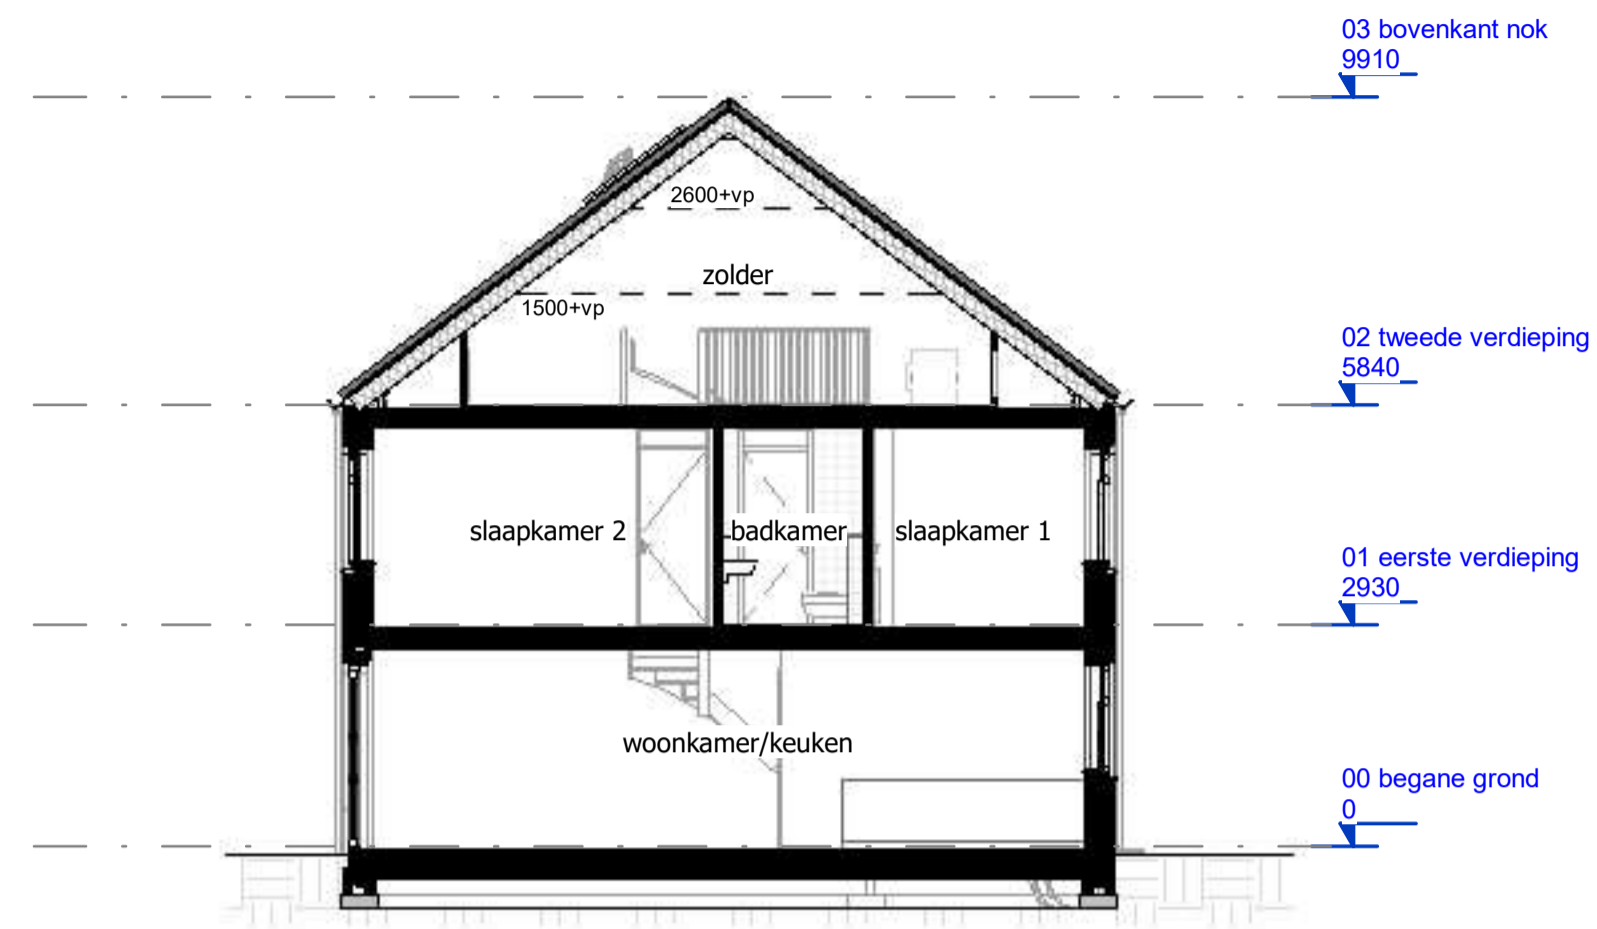 03 bovenkant nok
9910
2600+vp
zolder
1500+vp
02 tweede verdieping
5840
slaapkamer 2
badkamer
slaapkamer 1
01 eerste verdieping
2930
woonkamer/keuken
00 begane grond
0